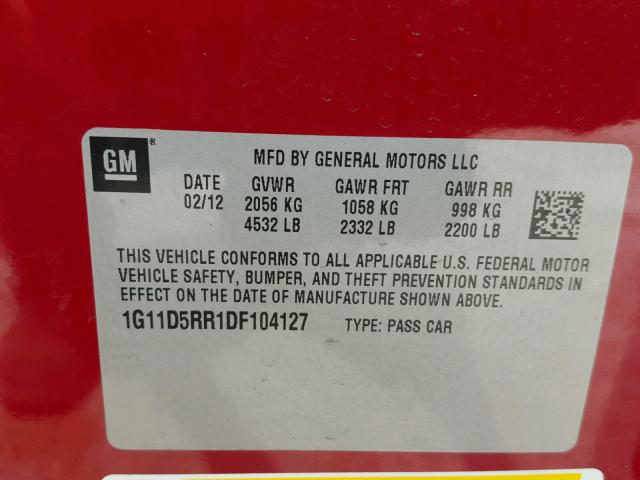 GM®
MFD BY GENERAL MOTORS LLC
DATE GVWR GAWR FRT GAWR RR
02/12 2056 KG 1058 KG 998 KG
4532 LB 2332 LB 2200 LB
THIS VEHICLE CONFORMS TO ALL APPLICABLE U.S. FEDERAL MOTOR
VEHICLE SAFETY, BUMPER, AND THEFT PREVENTION STANDARDS IN
EFFECT ON THE DATE OF MANUFACTURE SHOWN ABOVE.
1G11D5RR1DF104127 TYPE: PASS CAR